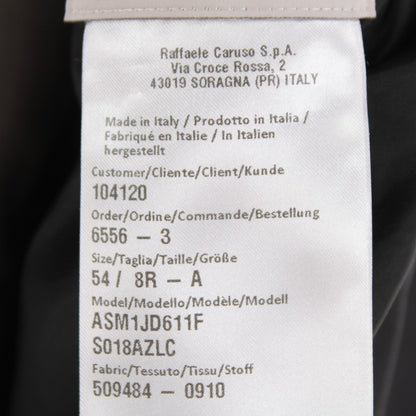 Raffaele Caruso S.p.A.
Via Croce Rossa, 2
43019 SORAGNA (PR) ITALY
Made in Italy / Prodotto in Italia /
Fabriqué en Italie / In Italien
hergestellt
Customer/Cliente/Client/Kunde
104120
Order/Ordine/Commande/Bestellung
6556 – 3
Size/Taglia/Taille/Größe
54 / 8R – A
Model/Modello/Modèle/Modell
ASM1JD611F
S018AZLC
Fabric/Tessuto/Tissu/Stoff
509484 – 0910